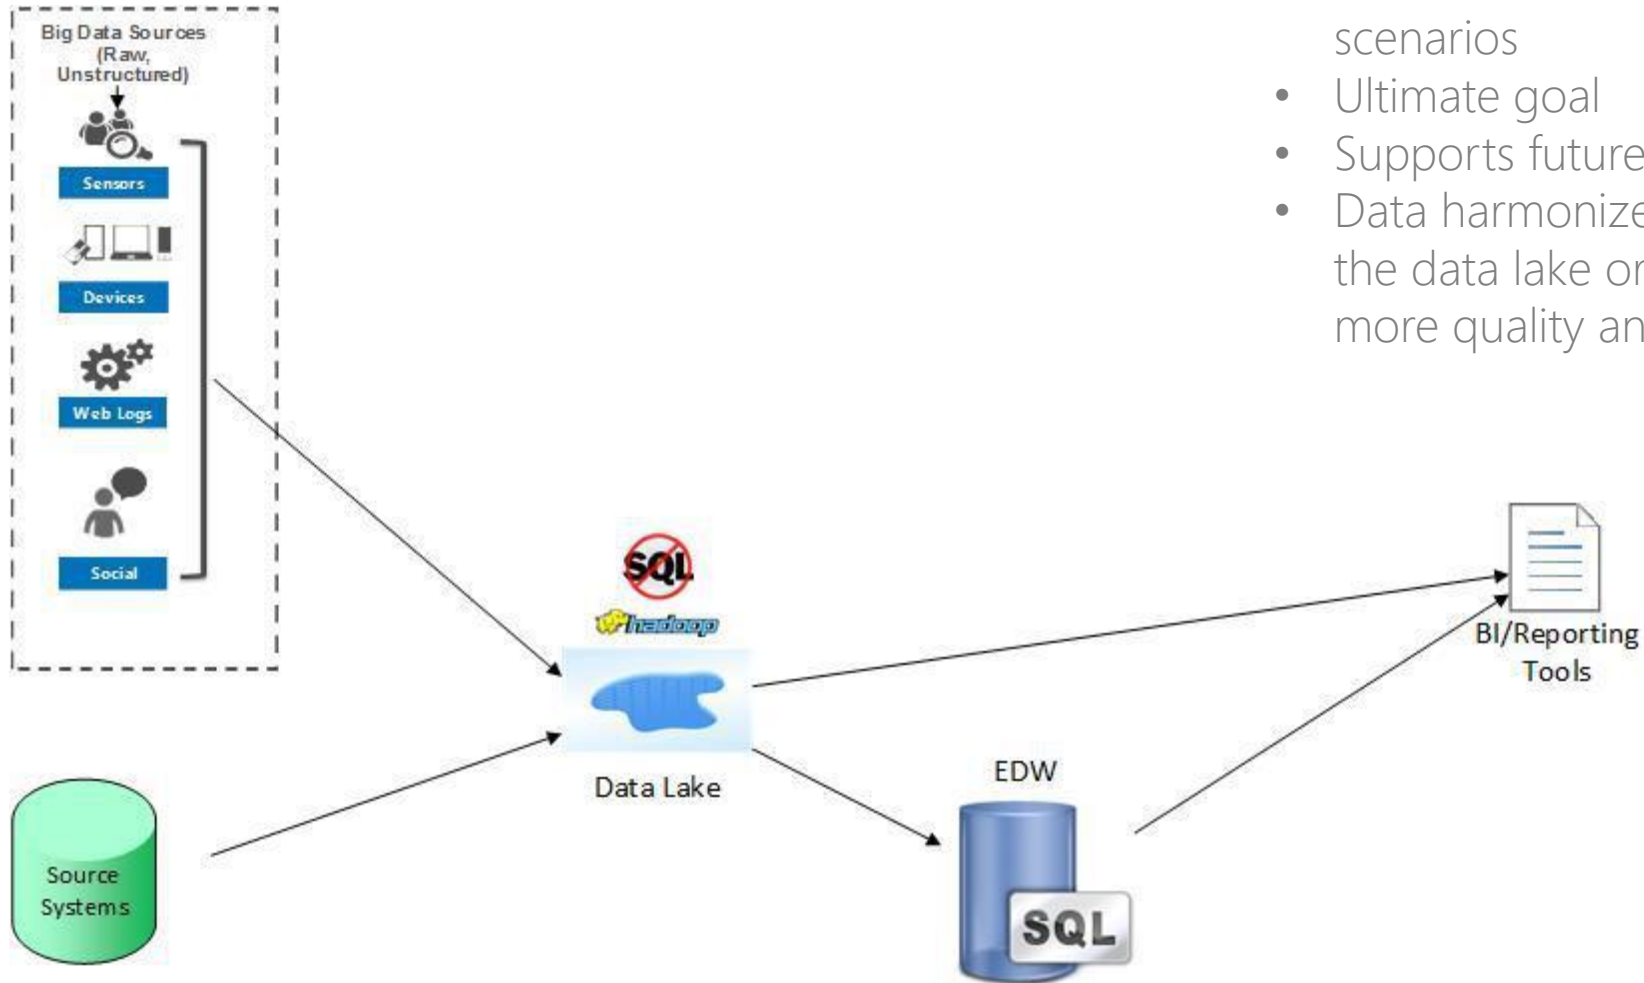 Big Data Sources
(Raw,
Unstructured)
Sensors
Devices
Web Logs
Social
scenarios
• Ultimate goal
• Supports future
• Data harmonize
the data lake or
more quality an
SQL
hadoop
Data Lake
BI/Reporting
Tools
EDW
SQL
Source
Systems